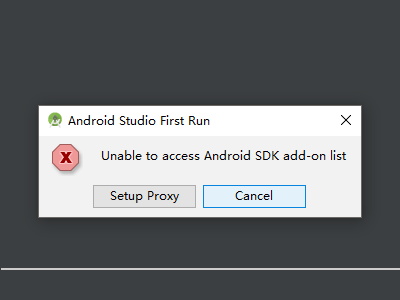 Android Studio First Run
Unable to access Android SDK add-on list
Setup Proxy
Cancel